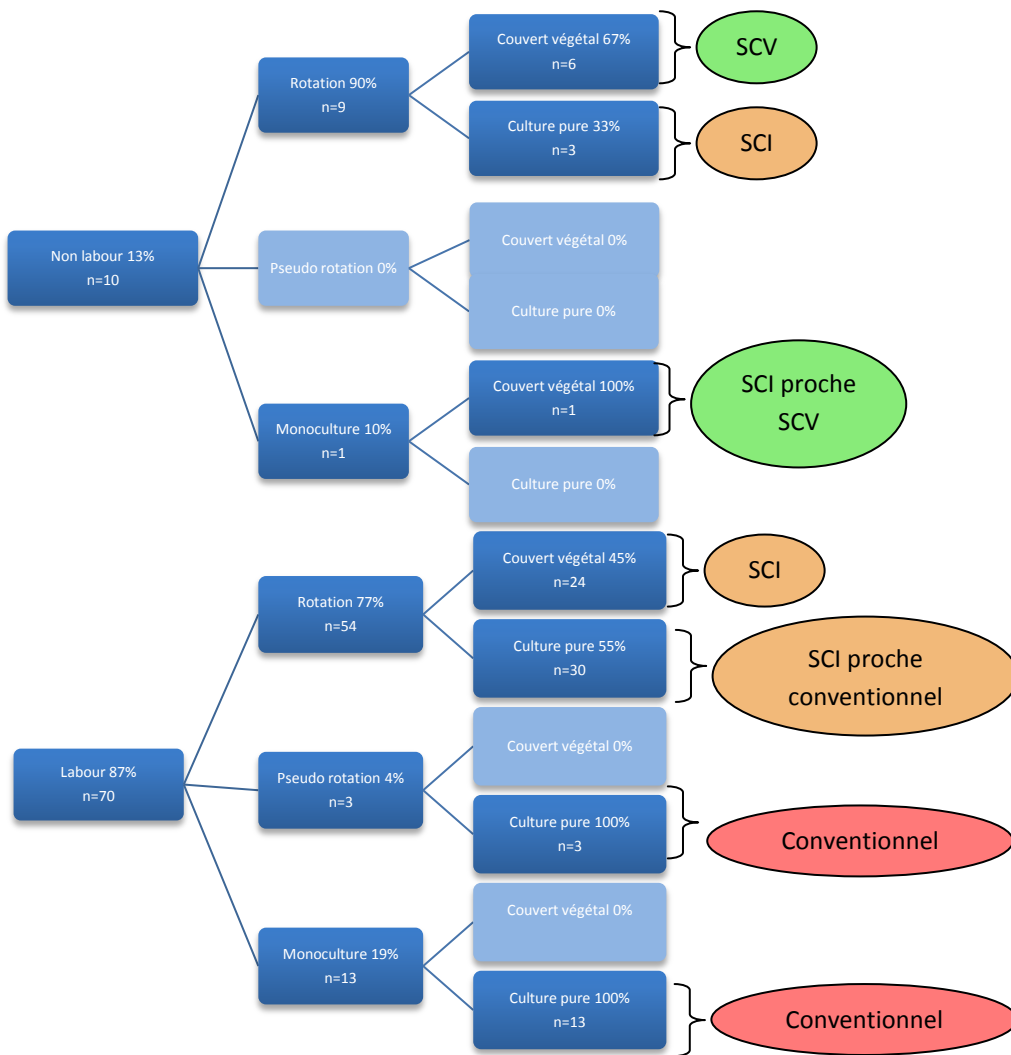 Couvert végétal 67%
n=6
SCV
Rotation 90%
n=9
Culture pure 33%
n=3
SCI
Couvert végétal 0%
Non labour 13%
n=10
Pseudo rotation 0%
Culture pure 0%
Couvert végétal 100%
n=1
SCI proche
SCV
Monoculture 10%
n=1
Culture pure 0%
Couvert végétal 45%
n=24
SCI
Rotation 77%
n=54
Culture pure 55%
n=30
SCI proche
conventionnel
Couvert végétal 0%
Labour 87%
n=70
Pseudo rotation 4%
n=3
Culture pure 100%
n=3
Conventionnel
Couvert végétal 0%
Monoculture 19%
n=13
Culture pure 100%
n=13
Conventionnel